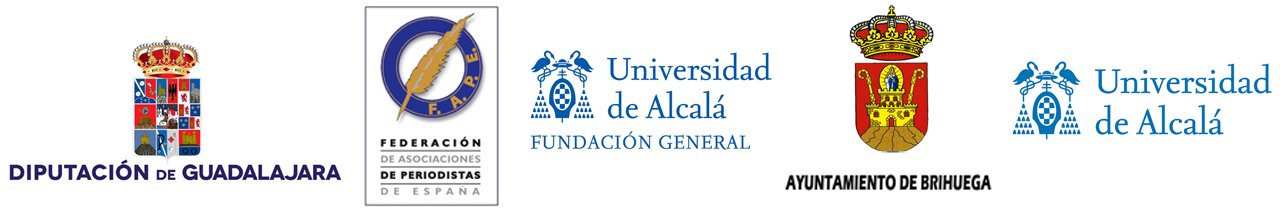 DIPUTACIÓN DE GUADALAJARA
F. A. P. E.
FEDERACIÓN
DE ASOCIACIONES
DE PERIODISTAS
DE ESPAÑA
Universidad
de Alcalá
FUNDACIÓN GENERAL
AYUNTAMIENTO DE BRIHUEGA
Universidad
de Alcalá